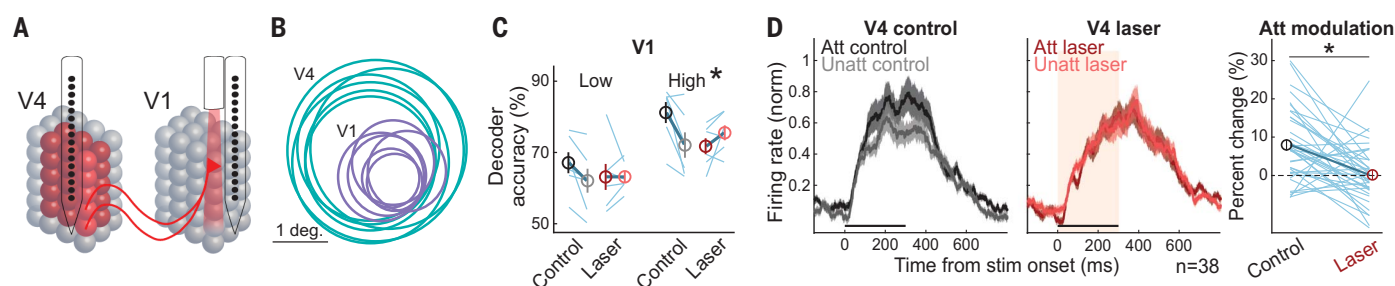 A
V4
V1
B
V4
V1
1 deg.
C
V1
Decoder
accuracy (%)
90
70
50
Low
High *
Control
Laser
Control
Laser
D
V4 control
Att control
Unatt control
Firing rate (norm)
1
0.8
0.6
0.4
0.2
0 200 400 600
V4 laser
Att laser
Unatt laser
0 200 400 600
Time from stim onset (ms)
n=38
Att modulation
*
Percent change (%)
30
20
10
0
-10
Control
Laser